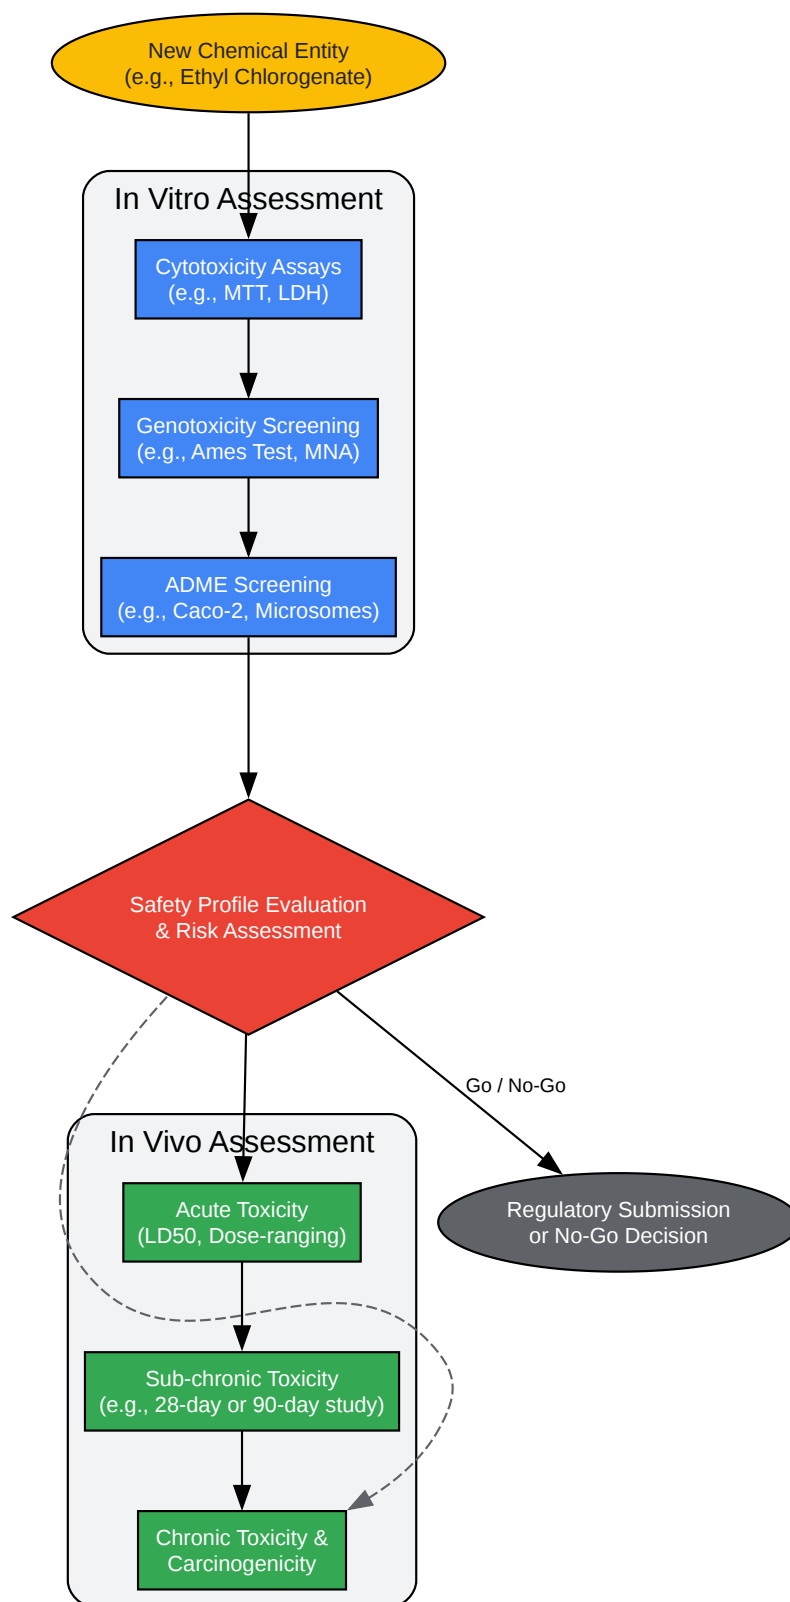 New Chemical Entity
(e.g., Ethyl Chlorogenate)
In Vitro Assessment
Cytotoxicity Assays
(e.g., MTT, LDH)
Genotoxicity Screening
(e.g., Ames Test, MNA)
ADME Screening
(e.g., Caco-2, Microsomes)
Safety Profile Evaluation
& Risk Assessment
Go / No-Go
In Vivo Assessment
Acute Toxicity
(LD50, Dose-ranging)
Regulatory Submission
or No-Go Decision
Sub-chronic Toxicity
(e.g., 28-day or 90-day study)
Chronic Toxicity &
Carcinogenicity